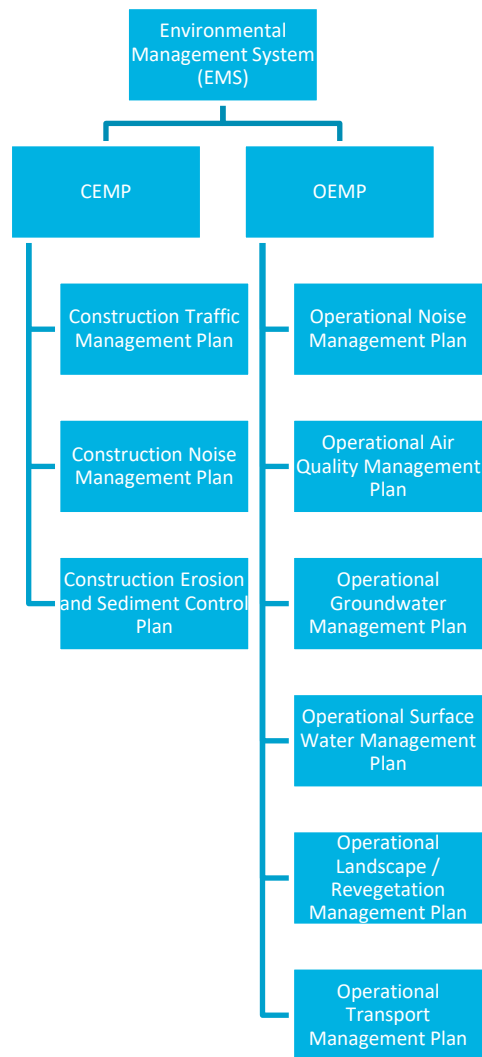 Environmental
Management System
(EMS)
CEMP
OEMP
Construction Traffic
Management Plan
Construction Noise
Management Plan
Construction Erosion
and Sediment Control
Plan
Operational Noise
Management Plan
Operational Air
Quality Management
Plan
Operational
Groundwater
Management Plan
Operational Surface
Water Management
Plan
Operational
Landscape /
Revegetation
Management Plan
Operational
Transport
Management Plan